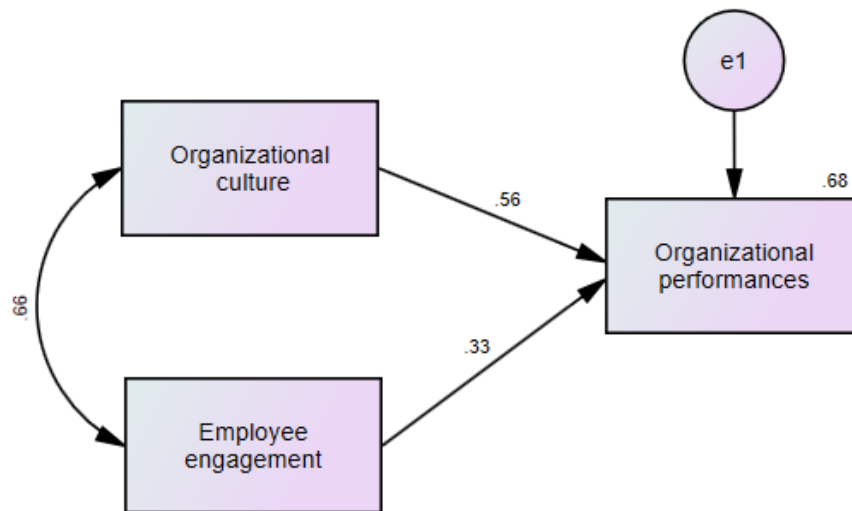 e1
Organizational
culture
.68
.56
Organizational
performances
.66
.33
Employee
engagement